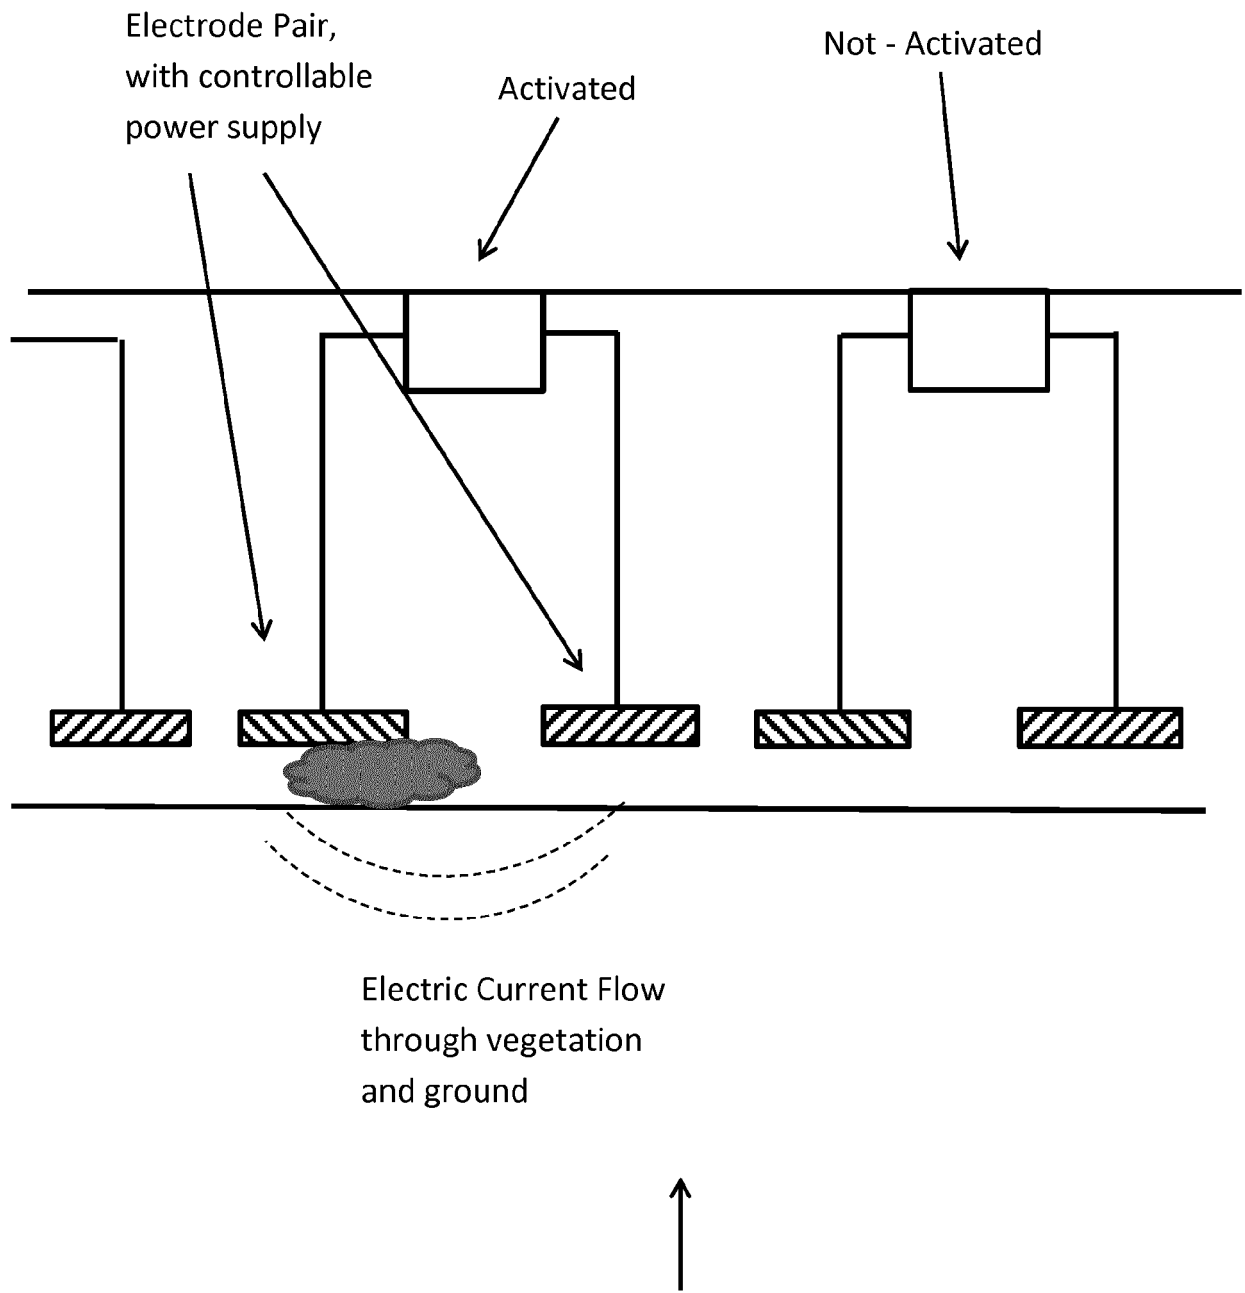 Electrode Pair,
with controllable
power supply
Activated
Not - Activated
Electric Current Flow
through vegetation
and ground